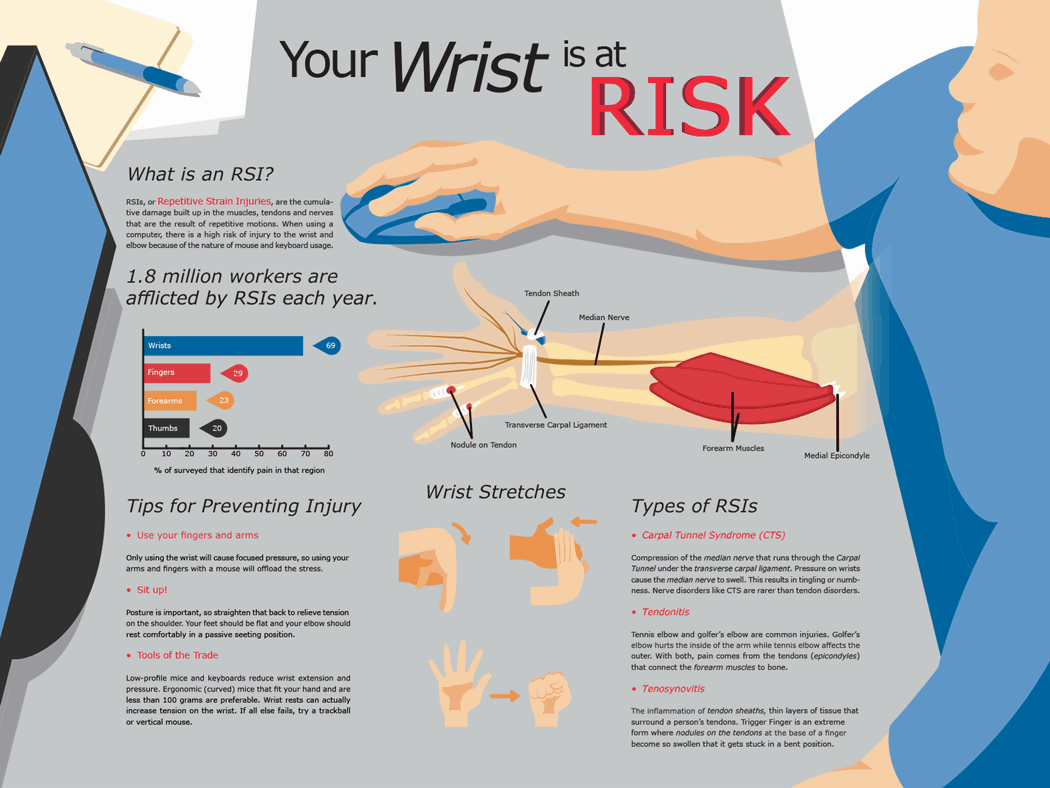 Your Wrist is at
RISK
What is an RSI?
RSIs, or Repetitive Strain Injuries, are the cumula-
tive damage built up in the muscles, tendons and nerves
that are the result of repetitive motions. When using a
computer, there is a high risk of injury to the wrist and
elbow because of the nature of mouse and keyboard usage.
1.8 million workers are
afflicted by RSIs each year.
Wrists
69
Fingers
29
Forearms
23
Thumbs
20
0 10 20 30 40 50 60 70 80
% of surveyed that identify pain in that region
Tendon Sheath
Median Nerve
Transverse Carpal Ligament
Nodule on Tendon
Forearm Muscles
Medial Epicondyle
Tips for Preventing Injury
• Use your fingers and arms
Only using the wrist will cause focused pressure, so using your
arms and fingers with a mouse will offload the stress.
• Sit up!
Posture is important, so straighten that back to relieve tension
on the shoulder. Your feet should be flat and your elbow should
rest comfortably in a passive seeting position.
• Tools of the Trade
Low-profile mice and keyboards reduce wrist extension and
pressure. Ergonomic (curved) mice that fit your hand and are
less than 100 grams are preferable. Wrist rests can actually
increase tension on the wrist. If all else fails, try a trackball
or vertical mouse.
Wrist Stretches
Types of RSIs
• Carpal Tunnel Syndrome (CTS)
Compression of the median nerve that runs through the Carpal
Tunnel under the transverse carpal ligament. Pressure on wrists
cause the median nerve to swell. This results in tingling or numb-
ness. Nerve disorders like CTS are rarer than tendon disorders.
• Tendonitis
Tennis elbow and golfer's elbow are common injuries. Golfer's
elbow hurts the inside of the arm while tennis elbow affects the
outer. With both, pain comes from the tendons (epicondyles)
that connect the forearm muscles to bone.
• Tenosynovitis
The inflammation of tendon sheaths, thin layers of tissue that
surround a person's tendons. Trigger Finger is an extreme
form where nodules on the tendons at the base of a finger
become so swollen that it gets stuck in a bent position.